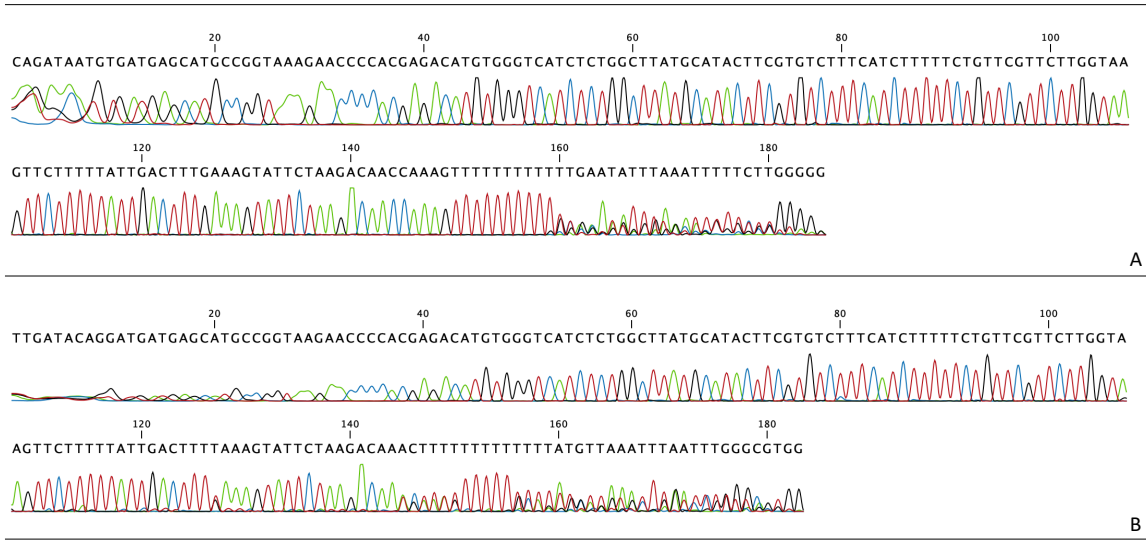 20 40 60 80 100
CAGATAATGTGATGAGCATGCCGGTAAAGAACCCCACGAGACATGTGGGTCATCTCTGGCTTATGCATACTTCGTGTCTTTCATCTTTTTCTGTTCGTTCTTGGTAA
120 140 160 180
GTTCTTTTTATTGACTTTGAAAGTATTCTAAGACAACCAAAGTTTTTTTTTTTTGAATATTTAAATTTTTCTTGGGGG
A
20 40 60 80 100
TTGATACAGGATGATGAGCATGCCGGTAAGAACCCCACGAGACATGTGGGTCATCTCTGGCTTATGCATACTTCGTGTCTTTCATCTTTTTCTGTTCGTTCTTGGTA
120 140 160 180
AGTTCTTTTTATTGACTTTTAAAGTATTCTAAGACAAACTTTTTTTTTTTTTTATGTTAAATTTAATTTGGGCGTGG
B